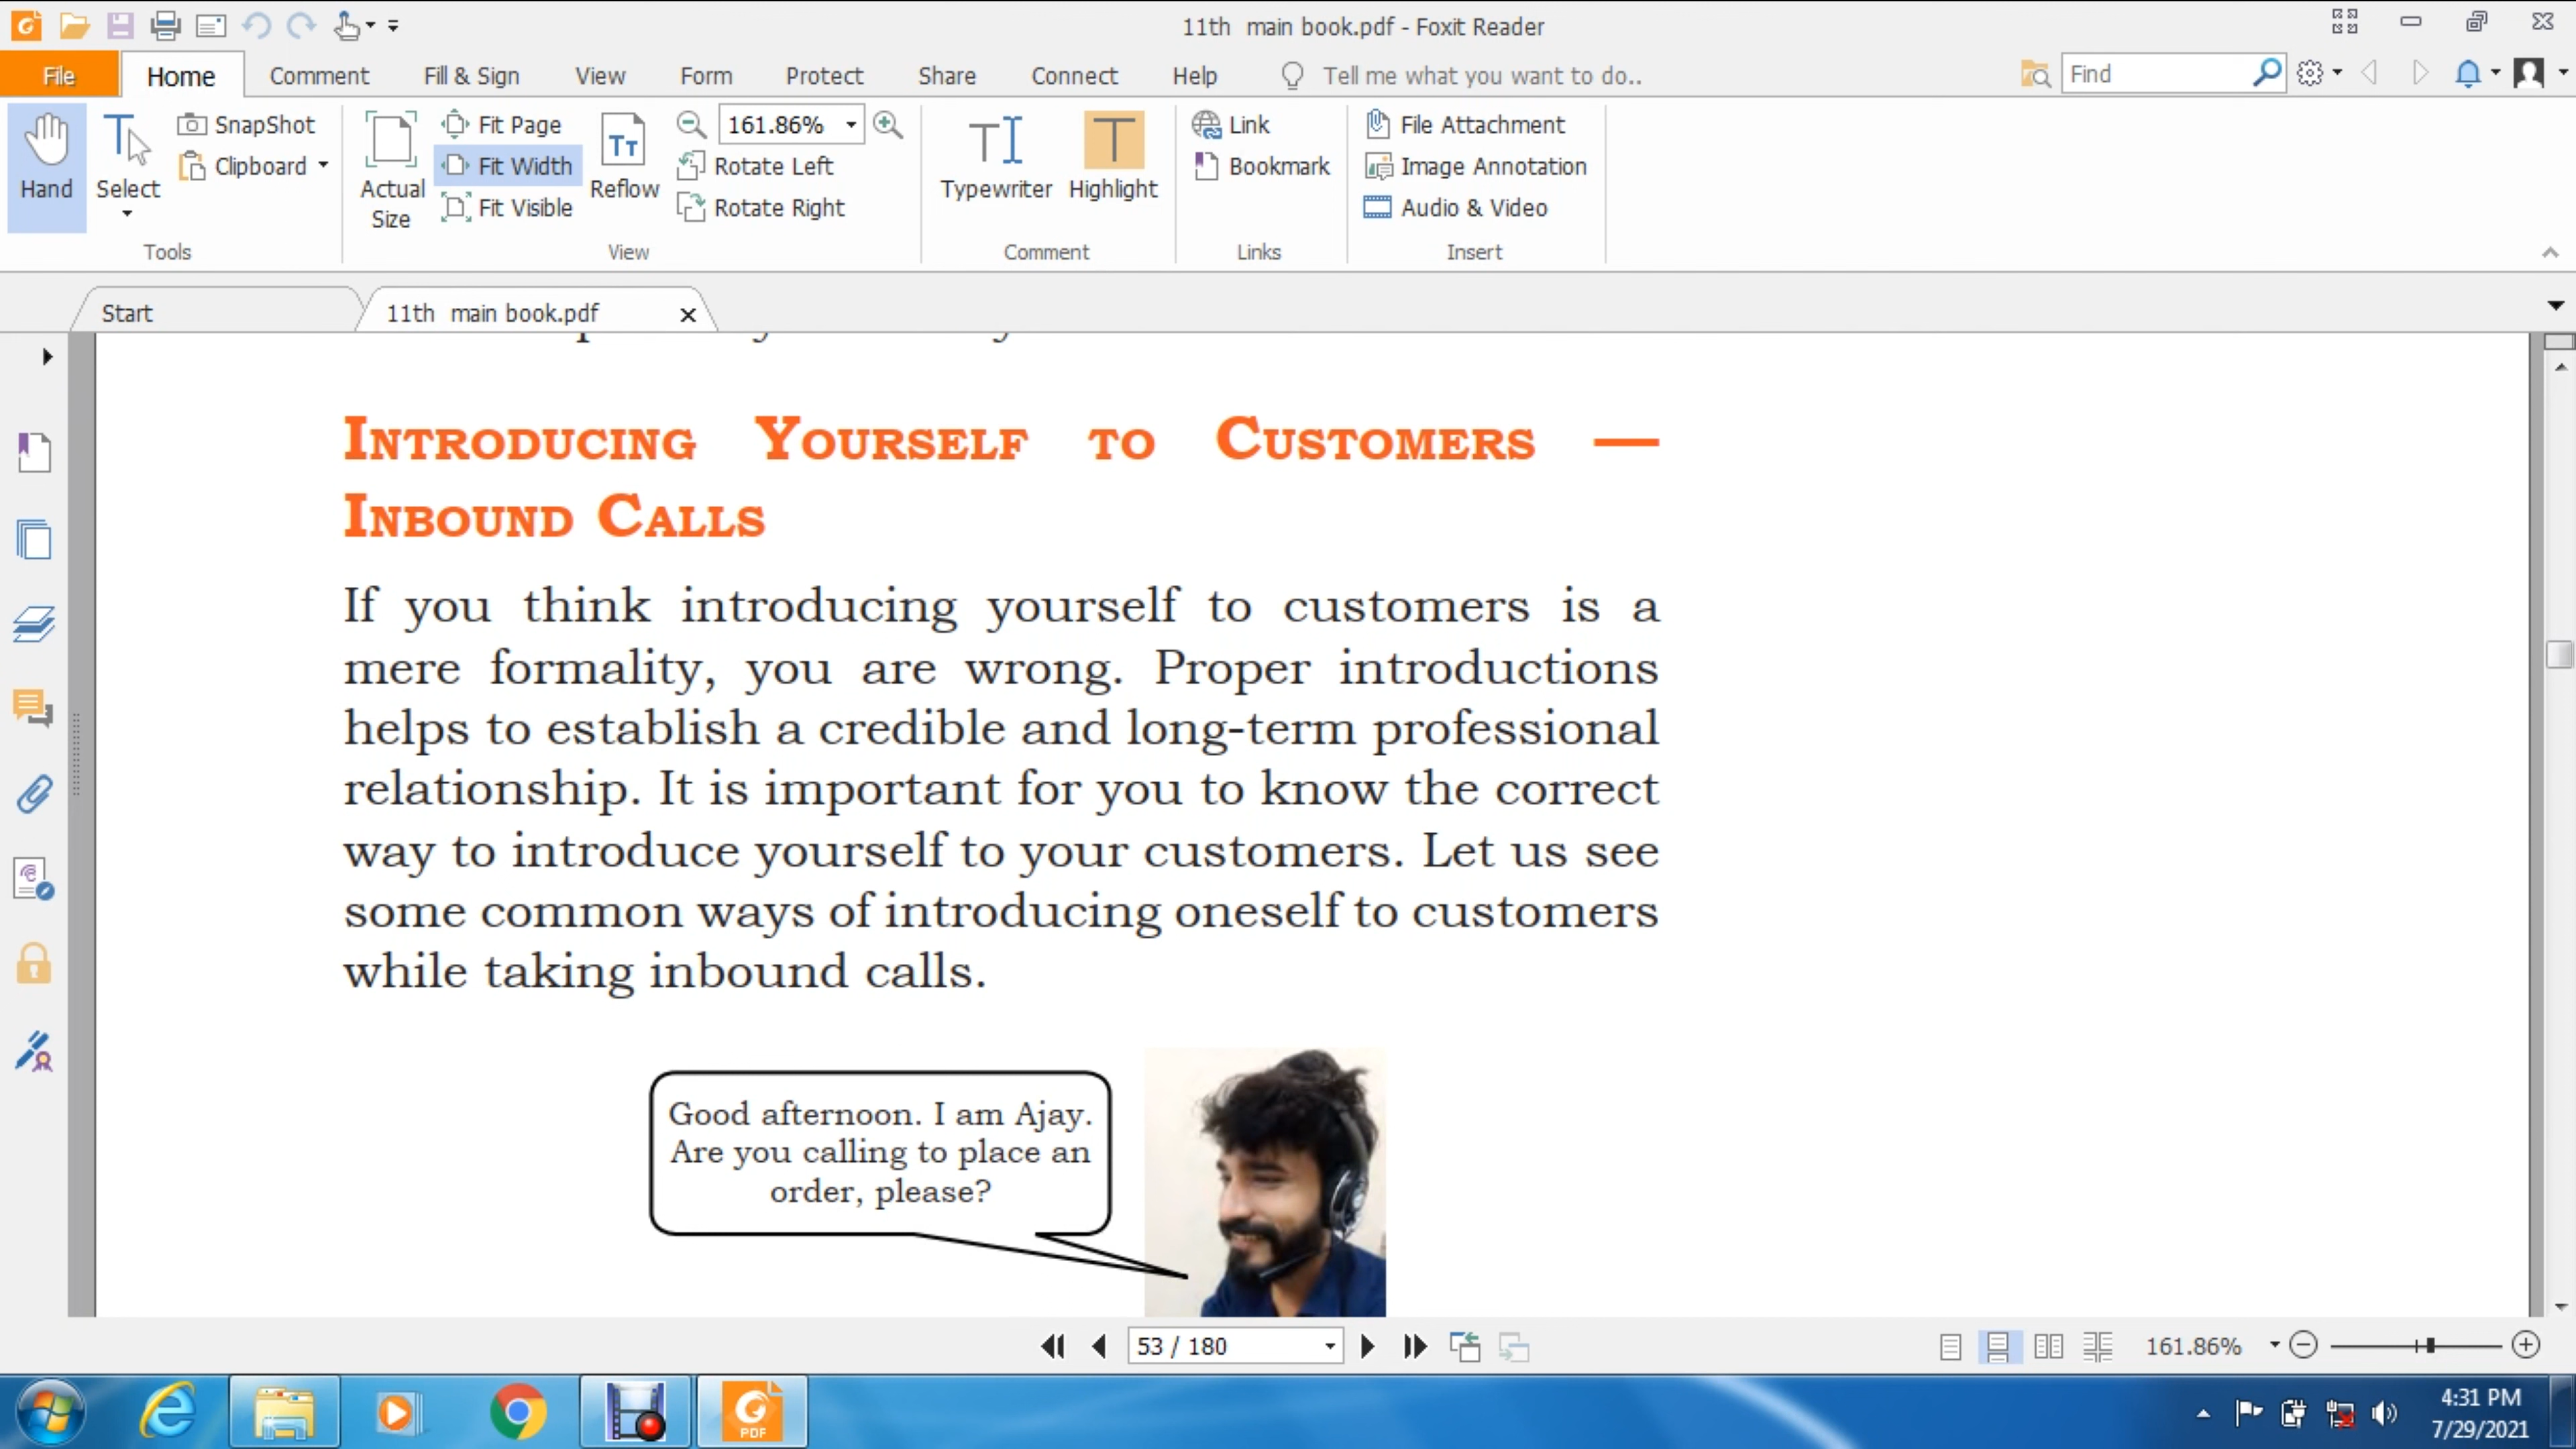 11th main book.pdf - Foxit Reader
File Home Comment Fill & Sign View Form Protect Share Connect Help Tell me what you want to do.. Find
Hand
Select
SnapShot
Clipboard
Tools
Actual Size
Fit Page
Fit Width
Fit Visible
Reflow
161.86%
Rotate Left
Rotate Right
View
Typewriter
Highlight
Comment
Link
Bookmark
Links
File Attachment
Image Annotation
Audio & Video
Insert
Start
11th main book.pdf
INTRODUCING YOURSELF TO CUSTOMERS —
INBOUND CALLS
If you think introducing yourself to customers is a
mere formality, you are wrong. Proper introductions
helps to establish a credible and long-term professional
relationship. It is important for you to know the correct
way to introduce yourself to your customers. Let us see
some common ways of introducing oneself to customers
while taking inbound calls.
Good afternoon. I am Ajay.
Are you calling to place an
order, please?
53 / 180
161.86%
PDF
4:31 PM
7/29/2021